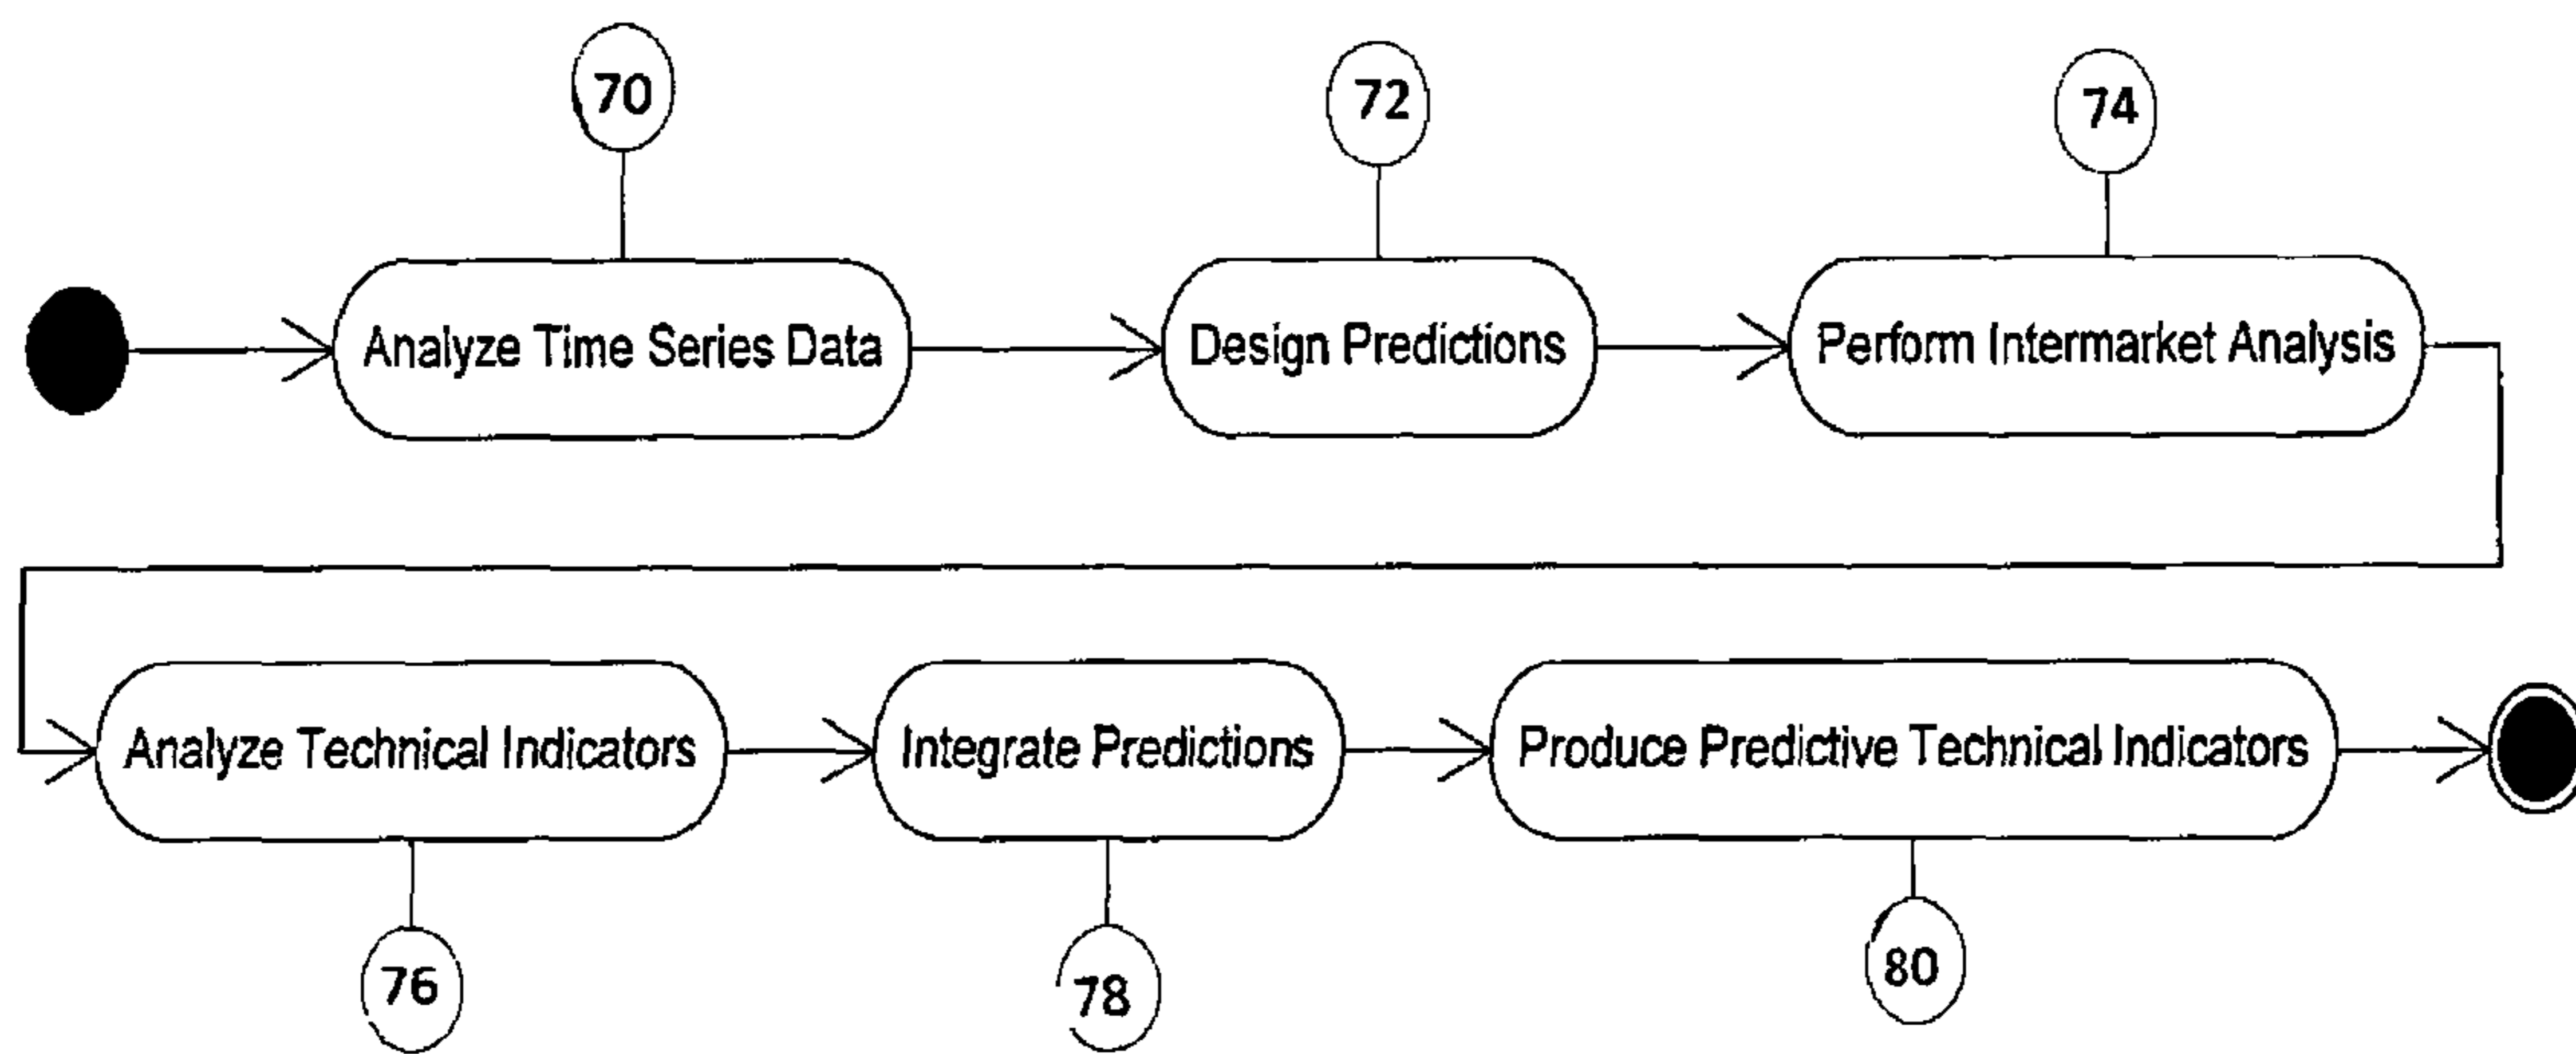 70
72
74
Analyze Time Series Data
Design Predictions
Perform Intermarket Analysis
Analyze Technical Indicators
Integrate Predictions
Produce Predictive Technical Indicators
76
78
80